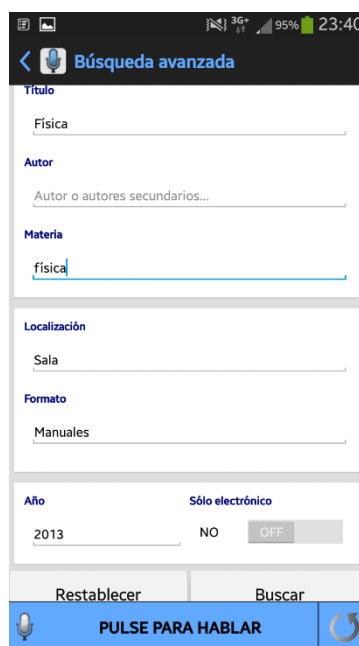 3G+ 95% 23:40
Búsqueda avanzada
Título
Física
Autor
Autor o autores secundarios...
Materia
física
Localización
Sala
Formato
Manuales
Año Sólo electrónico
2013 NO OFF
Restablecer Buscar
PULSE PARA HABLAR